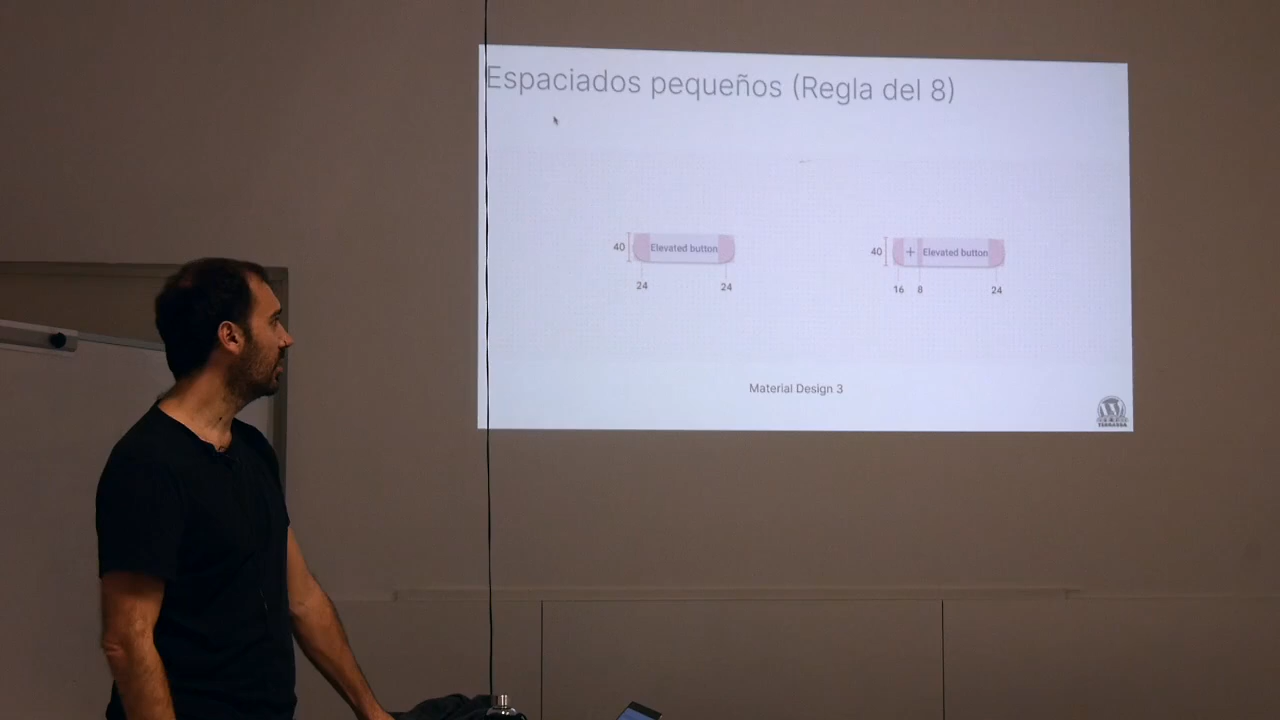 Espaciados pequeños (Regla del 8)
40
Elevated button
24
24
40
+
Elevated button
16
8
24
Material Design 3
W
TERRASSA